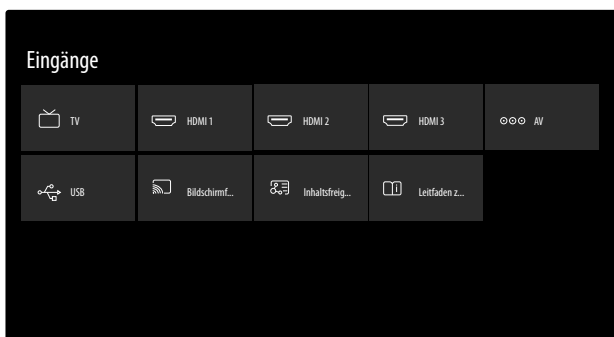 Eingänge
TV
HDMI 1
HDMI 2
HDMI 3
AV
USB
Bildschirmf...
Inhaltsfreig...
Leitfaden z...